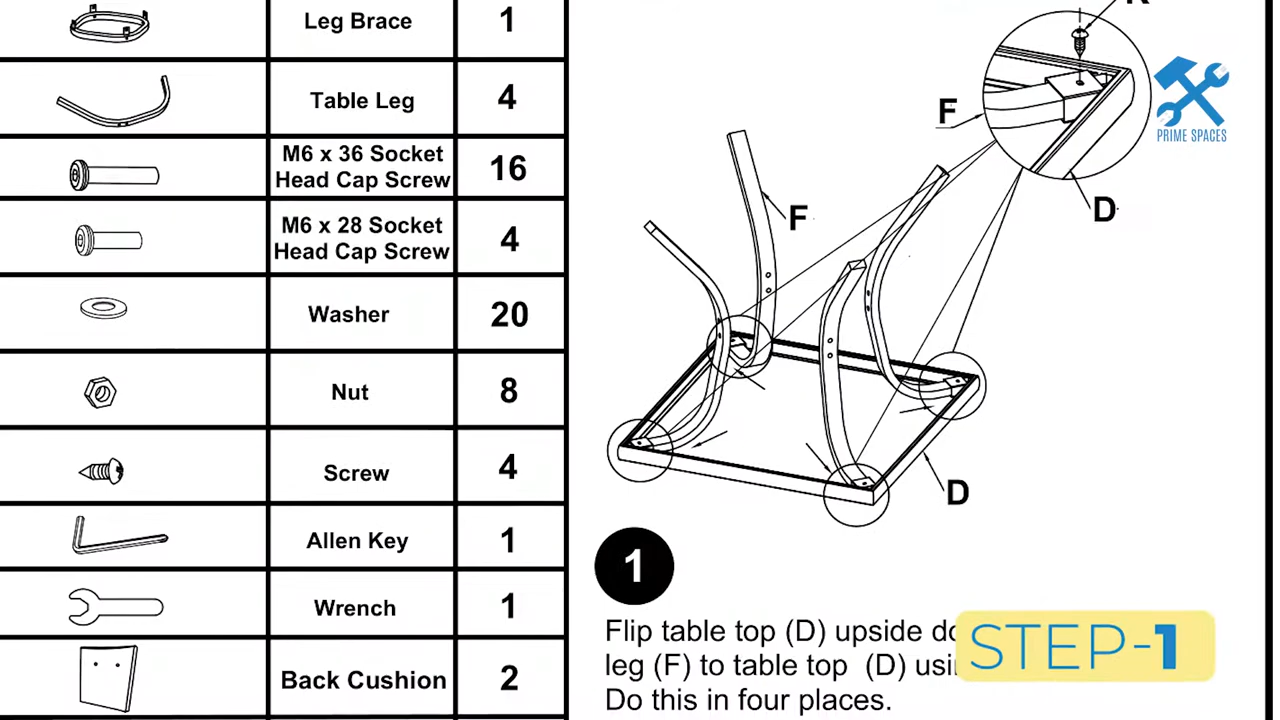 Leg Brace 1
Table Leg 4
M6 x 36 Socket
Head Cap Screw 16
M6 x 28 Socket
Head Cap Screw 4
Washer 20
Nut 8
Screw 4
Allen Key 1
Wrench 1
Back Cushion 2
F
D
F
D
PRIME SPACES
1
Flip table top (D) upside
leg (F) to table top (D)
Do this in four places.
STEP-1